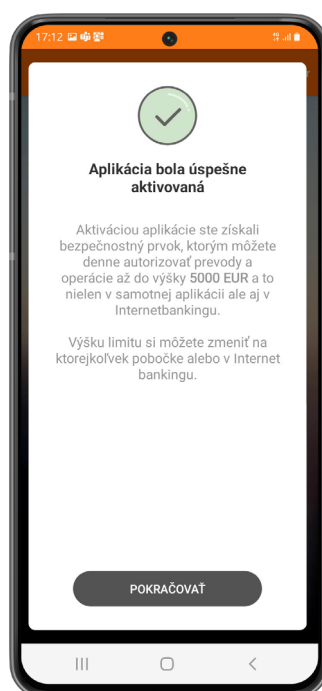 17:12
Aplikácia bola úspešne
aktivovaná
Aktiváciou aplikácie ste získali
bezpečnostný prvok, ktorým môžete
denne autorizovať prevody a
operácie až do výšky 5000 EUR a to
nielen v samotnej aplikácii ale aj v
Internetbankingu.
Výšku limitu si môžete zmeniť na
ktorejkoľvek pobočke alebo v Internet
bankingu.
POKRAČOVAŤ